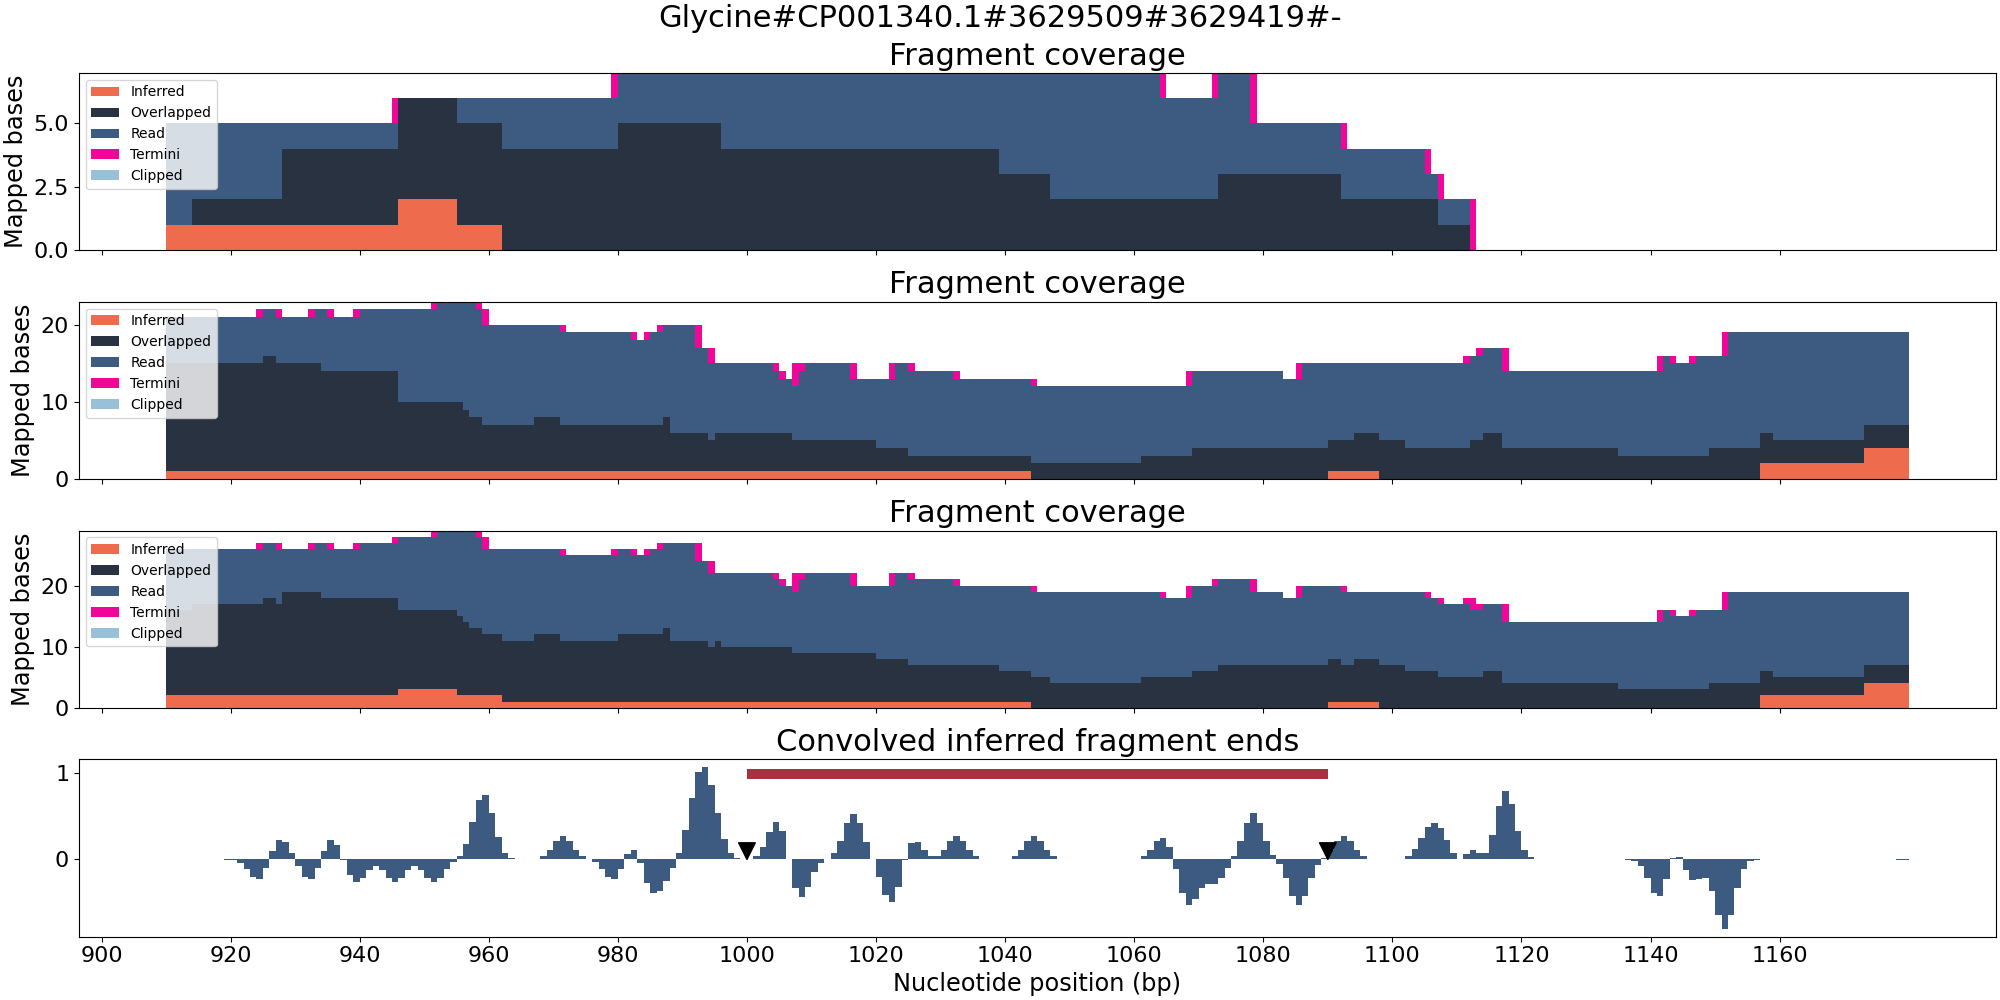 Glycine#CP001340.1#3629509#3629419#-
Fragment coverage
Mapped bases
5.0
2.5
0.0
Inferred
Overlapped
Read
Termini
Clipped
Fragment coverage
Mapped bases
20
10
0
Inferred
Overlapped
Read
Termini
Clipped
Fragment coverage
Mapped bases
20
10
0
Inferred
Overlapped
Read
Termini
Clipped
Convolved inferred fragment ends
1
0
900 920 940 960 980 1000 1020 1040 1060 1080 1100 1120 1140 1160
Nucleotide position (bp)